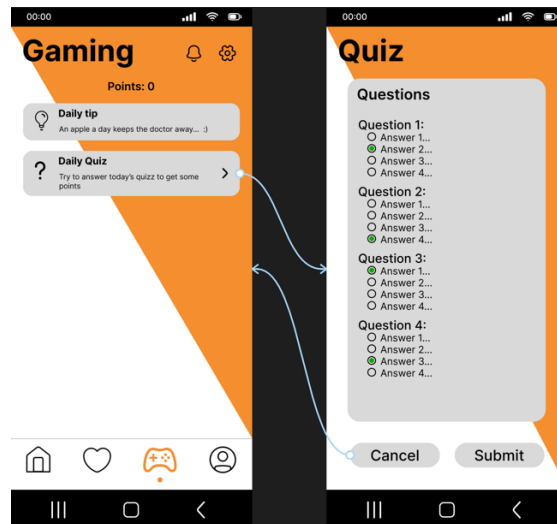 00:00
Gaming
Points: 0
Daily tip
An apple a day keeps the doctor away... :)
Daily Quiz
Try to answer today's quizz to get some
points
00:00
Quiz
Questions
Question 1:
Answer 1...
Answer 2...
Answer 3...
Answer 4...
Question 2:
Answer 1...
Answer 2...
Answer 3...
Answer 4...
Question 3:
Answer 1...
Answer 2...
Answer 3...
Answer 4...
Question 4:
Answer 1...
Answer 2...
Answer 3...
Answer 4...
Cancel
Submit